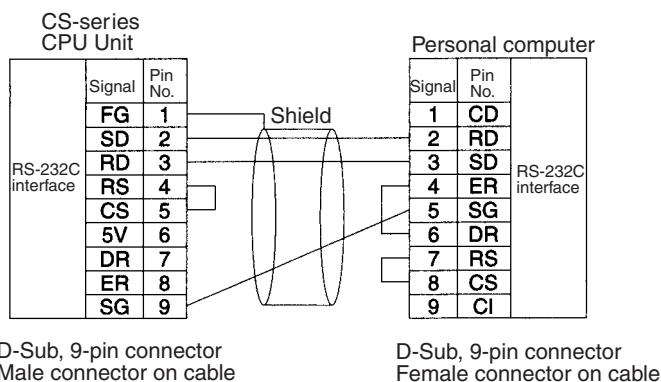 CS-series
CPU Unit
Personal computer
Signal Pin No.
FG 1
SD 2
RD 3
RS 4
CS 5
5V 6
DR 7
ER 8
SG 9
RS-232C
interface
Shield
Signal Pin No.
1 CD
2 RD
3 SD
4 ER
5 SG
6 DR
7 RS
8 CS
9 CI
RS-232C
interface
D-Sub, 9-pin connector
Male connector on cable
D-Sub, 9-pin connector
Female connector on cable